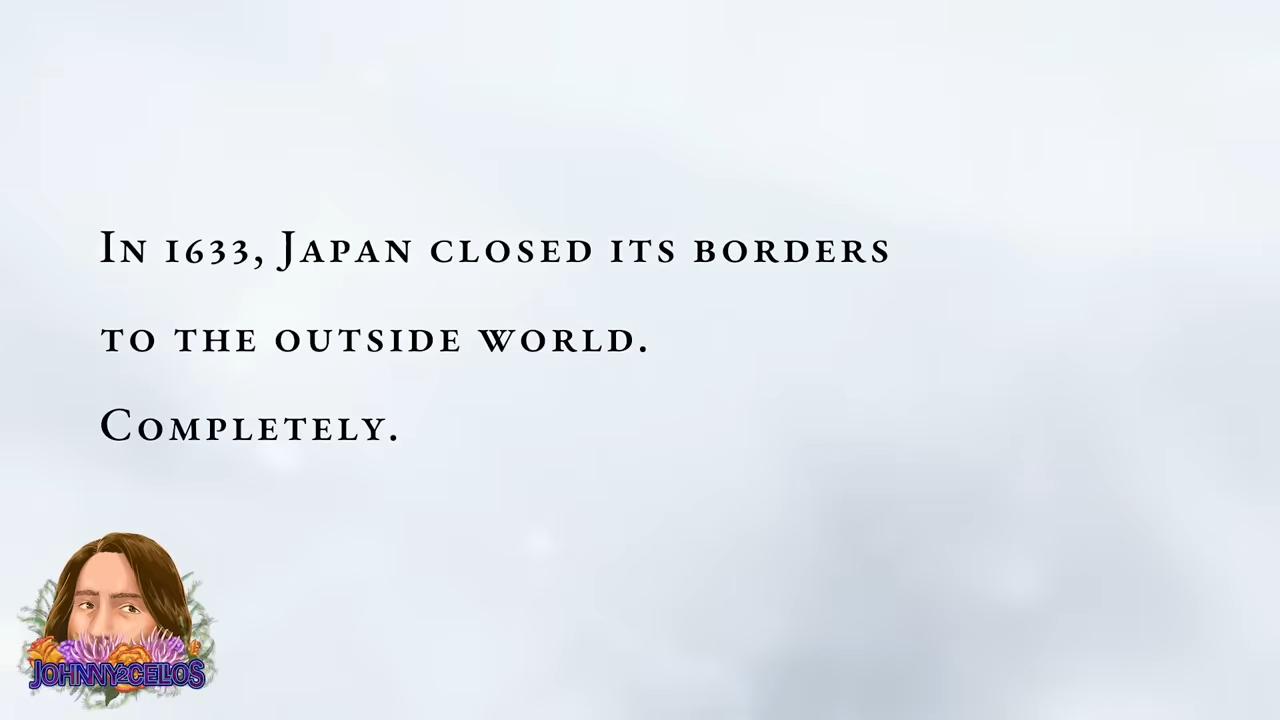 In 1633, Japan closed its borders
to the outside world.
Completely.
JOHNNY2CELLOS